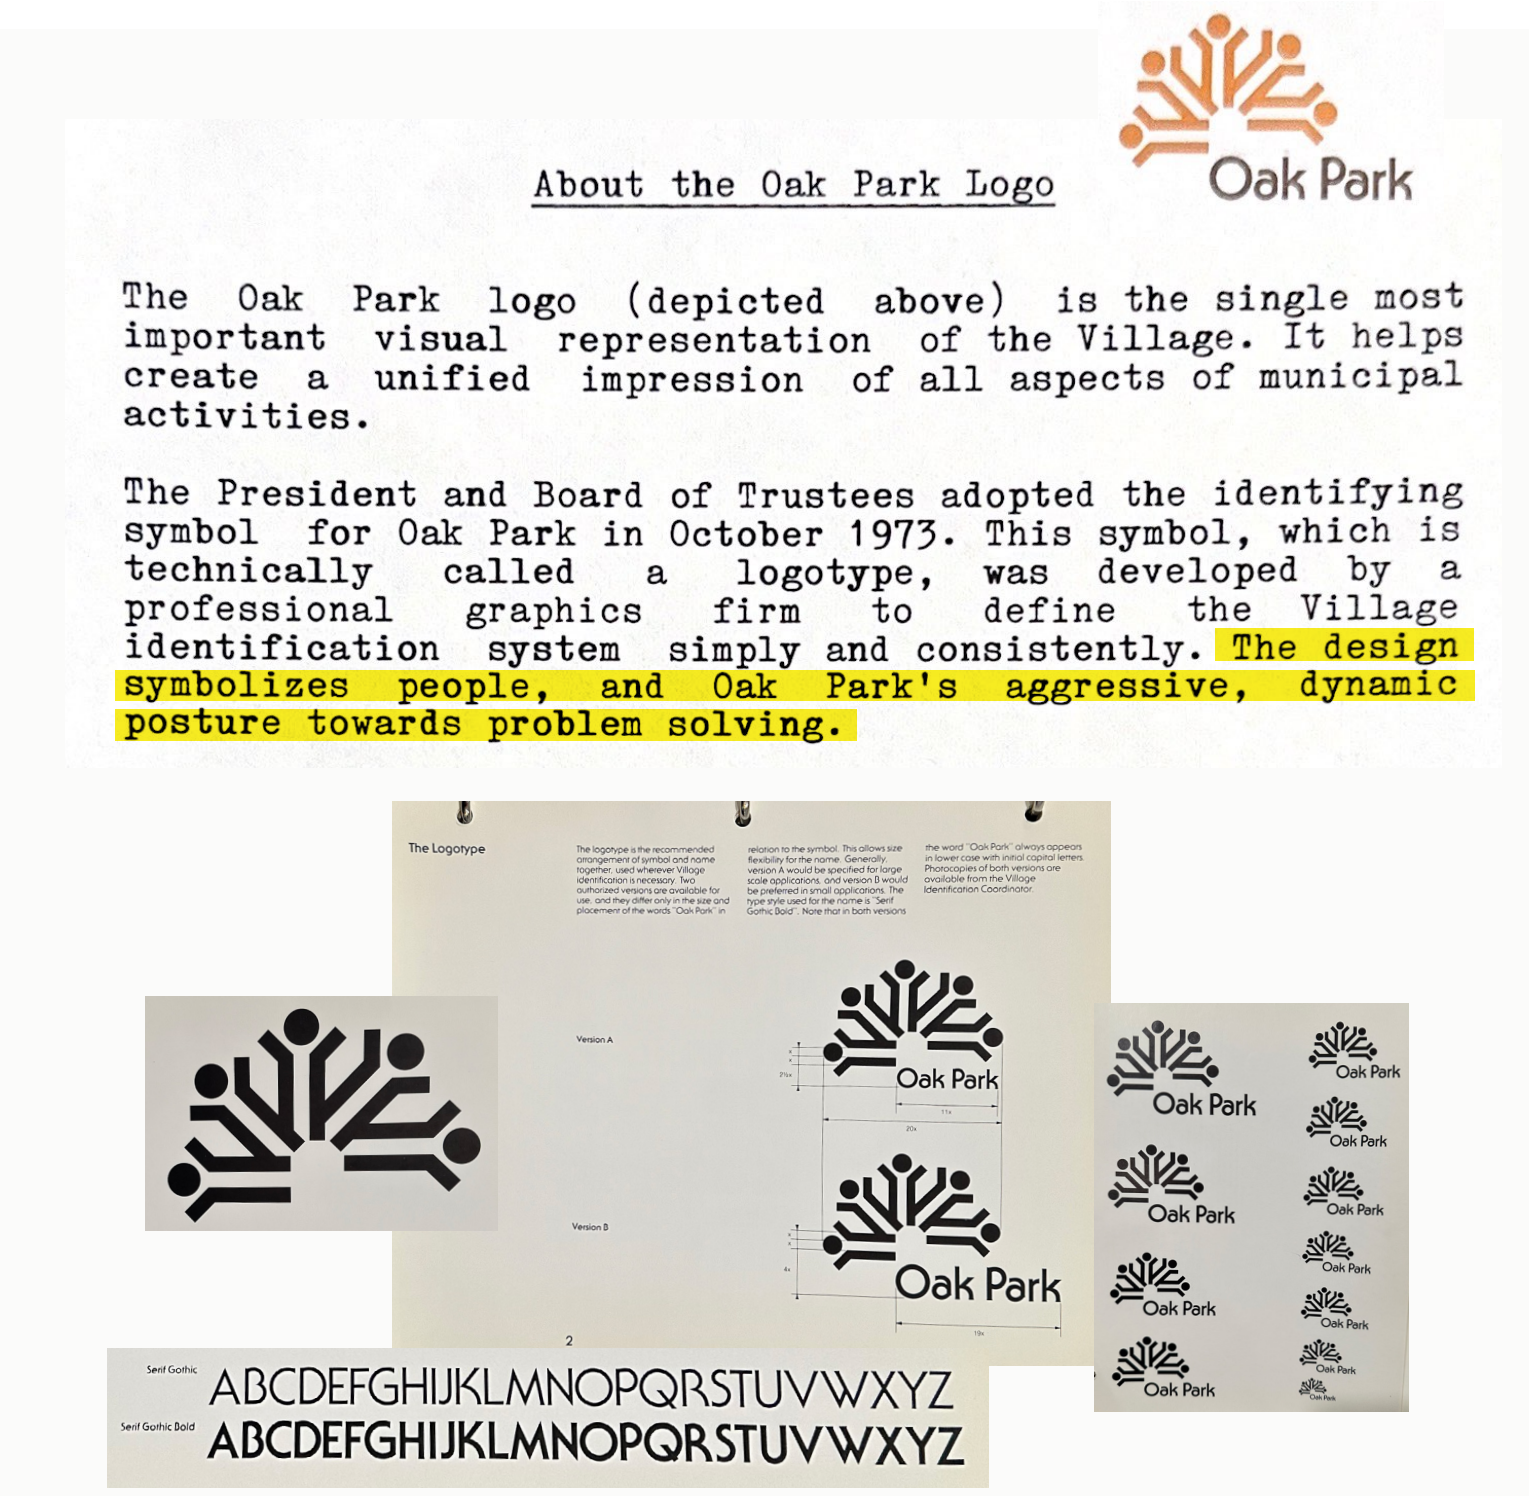 Oak Park
About the Oak Park Logo
The Oak Park logo (depicted above) is the single most
important visual representation of the Village. It helps
create a unified impression of all aspects of municipal
activities.
The President and Board of Trustees adopted the identifying
symbol for Oak Park in October 1973. This symbol, which is
technically called a logotype, was developed by a
professional graphics firm to define the Village
identification system simply and consistently. The design
symbolizes people, and Oak Park's aggressive, dynamic
posture towards problem solving.
The Logotype
The logotype is the recommended
arrangement of symbol and name
together, used wherever Village
identification is necessary. Two
authorized versions are available for
use, and they differ only in the size and
placement of the words "Oak Park" in
relation to the symbol. This allows size
flexibility for the name. Generally,
version A would be specified for large
scale applications, and version B would
be preferred in small applications. The
type style used for the name is "Serif
Gothic Bold". Note that in both versions
the word "Oak Park" always appears
in lower case with initial capital letters.
Photocopies of both versions are
available from the Village
Identification Coordinator.
Version A
x
x
2½x
Oak Park
11x
20x
Version B
x
x
4x
Oak Park
19x
2
Oak Park
Oak Park
Oak Park
Oak Park
Oak Park
Oak Park
Oak Park
Oak Park
Oak Park
Oak Park
Oak Park
Serif Gothic
ABCDEFGHIJKLMNOPQRSTUVWXYZ
Serif Gothic Bold
ABCDEFGHIJKLMNOPQRSTUVWXYZ